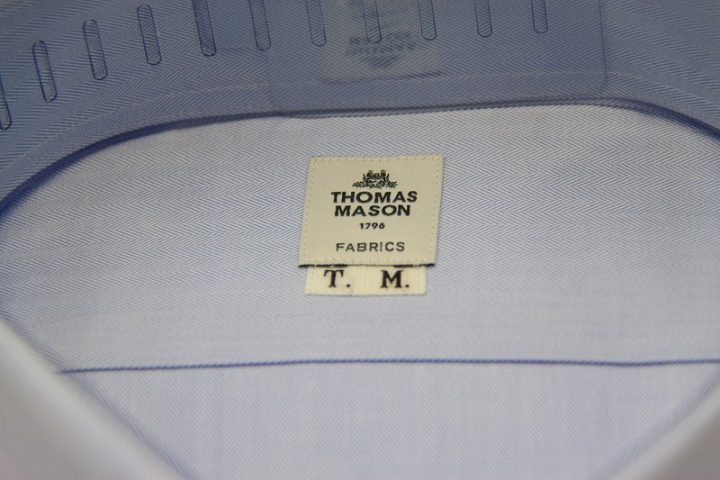 THOMAS
MASON
1796
FABRICS
T. M.